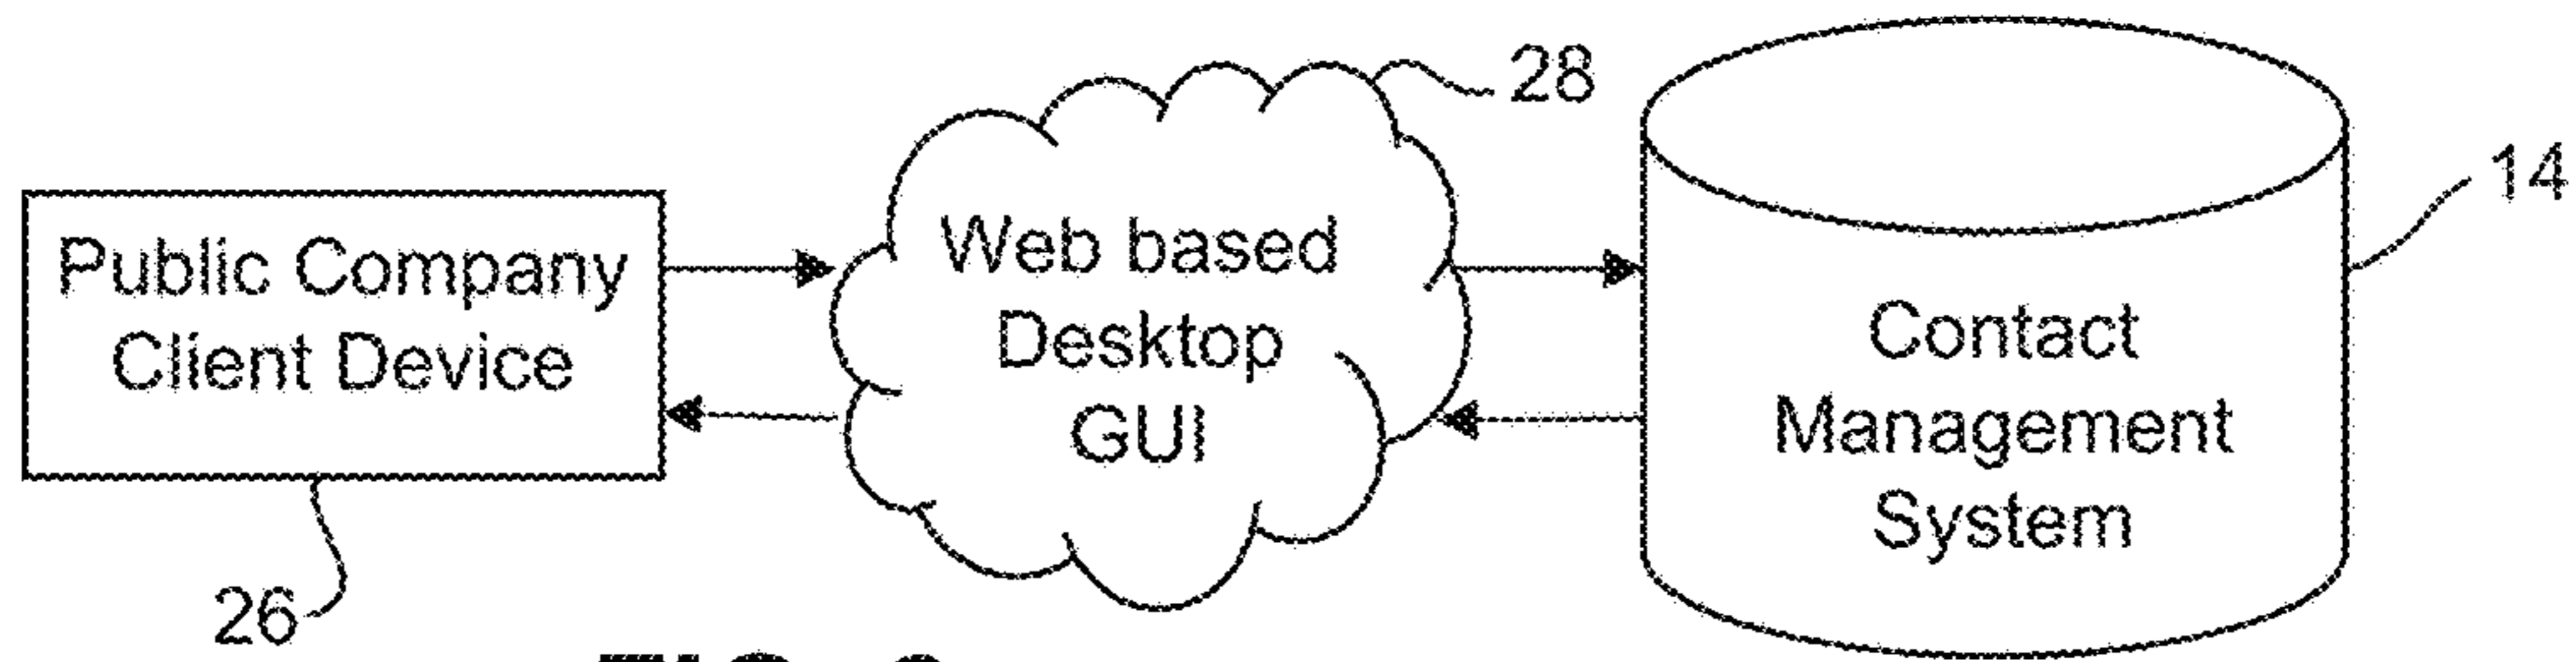 28
14
Public Company
Client Device
Web based
Desktop
GUI
Contact
Management
System
26